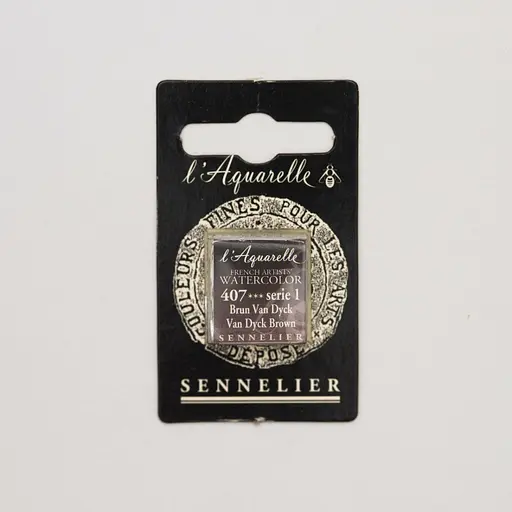 l'Aquarelle
COULEURS FINES POUR LES ARTS
l'Aquarelle
FRENCH ARTISTS'
WATERCOLOR
407*** serie 1
Brun Van Dyck
Van Dyck Brown
SENNELIER
DEPOSE
SENNELIER